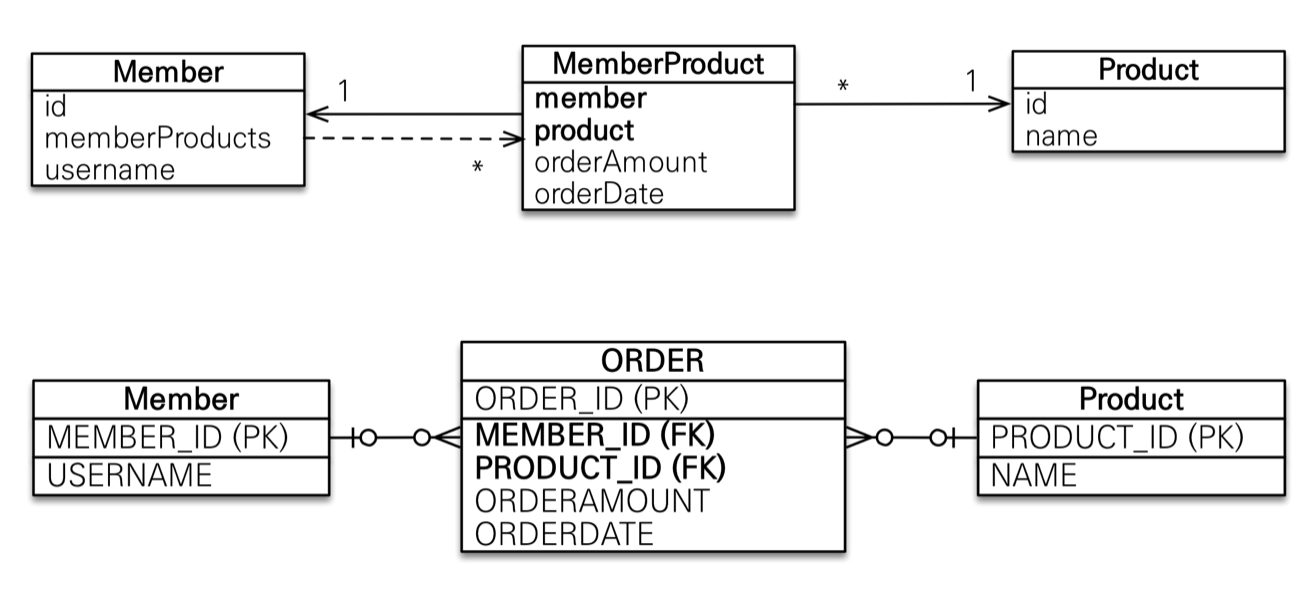 Member
id
memberProducts
username
1
*
MemberProduct
member
product
orderAmount
orderDate
*
1
Product
id
name
Member
MEMBER_ID (PK)
USERNAME
ORDER
ORDER_ID (PK)
MEMBER_ID (FK)
PRODUCT_ID (FK)
ORDERAMOUNT
ORDERDATE
Product
PRODUCT_ID (PK)
NAME